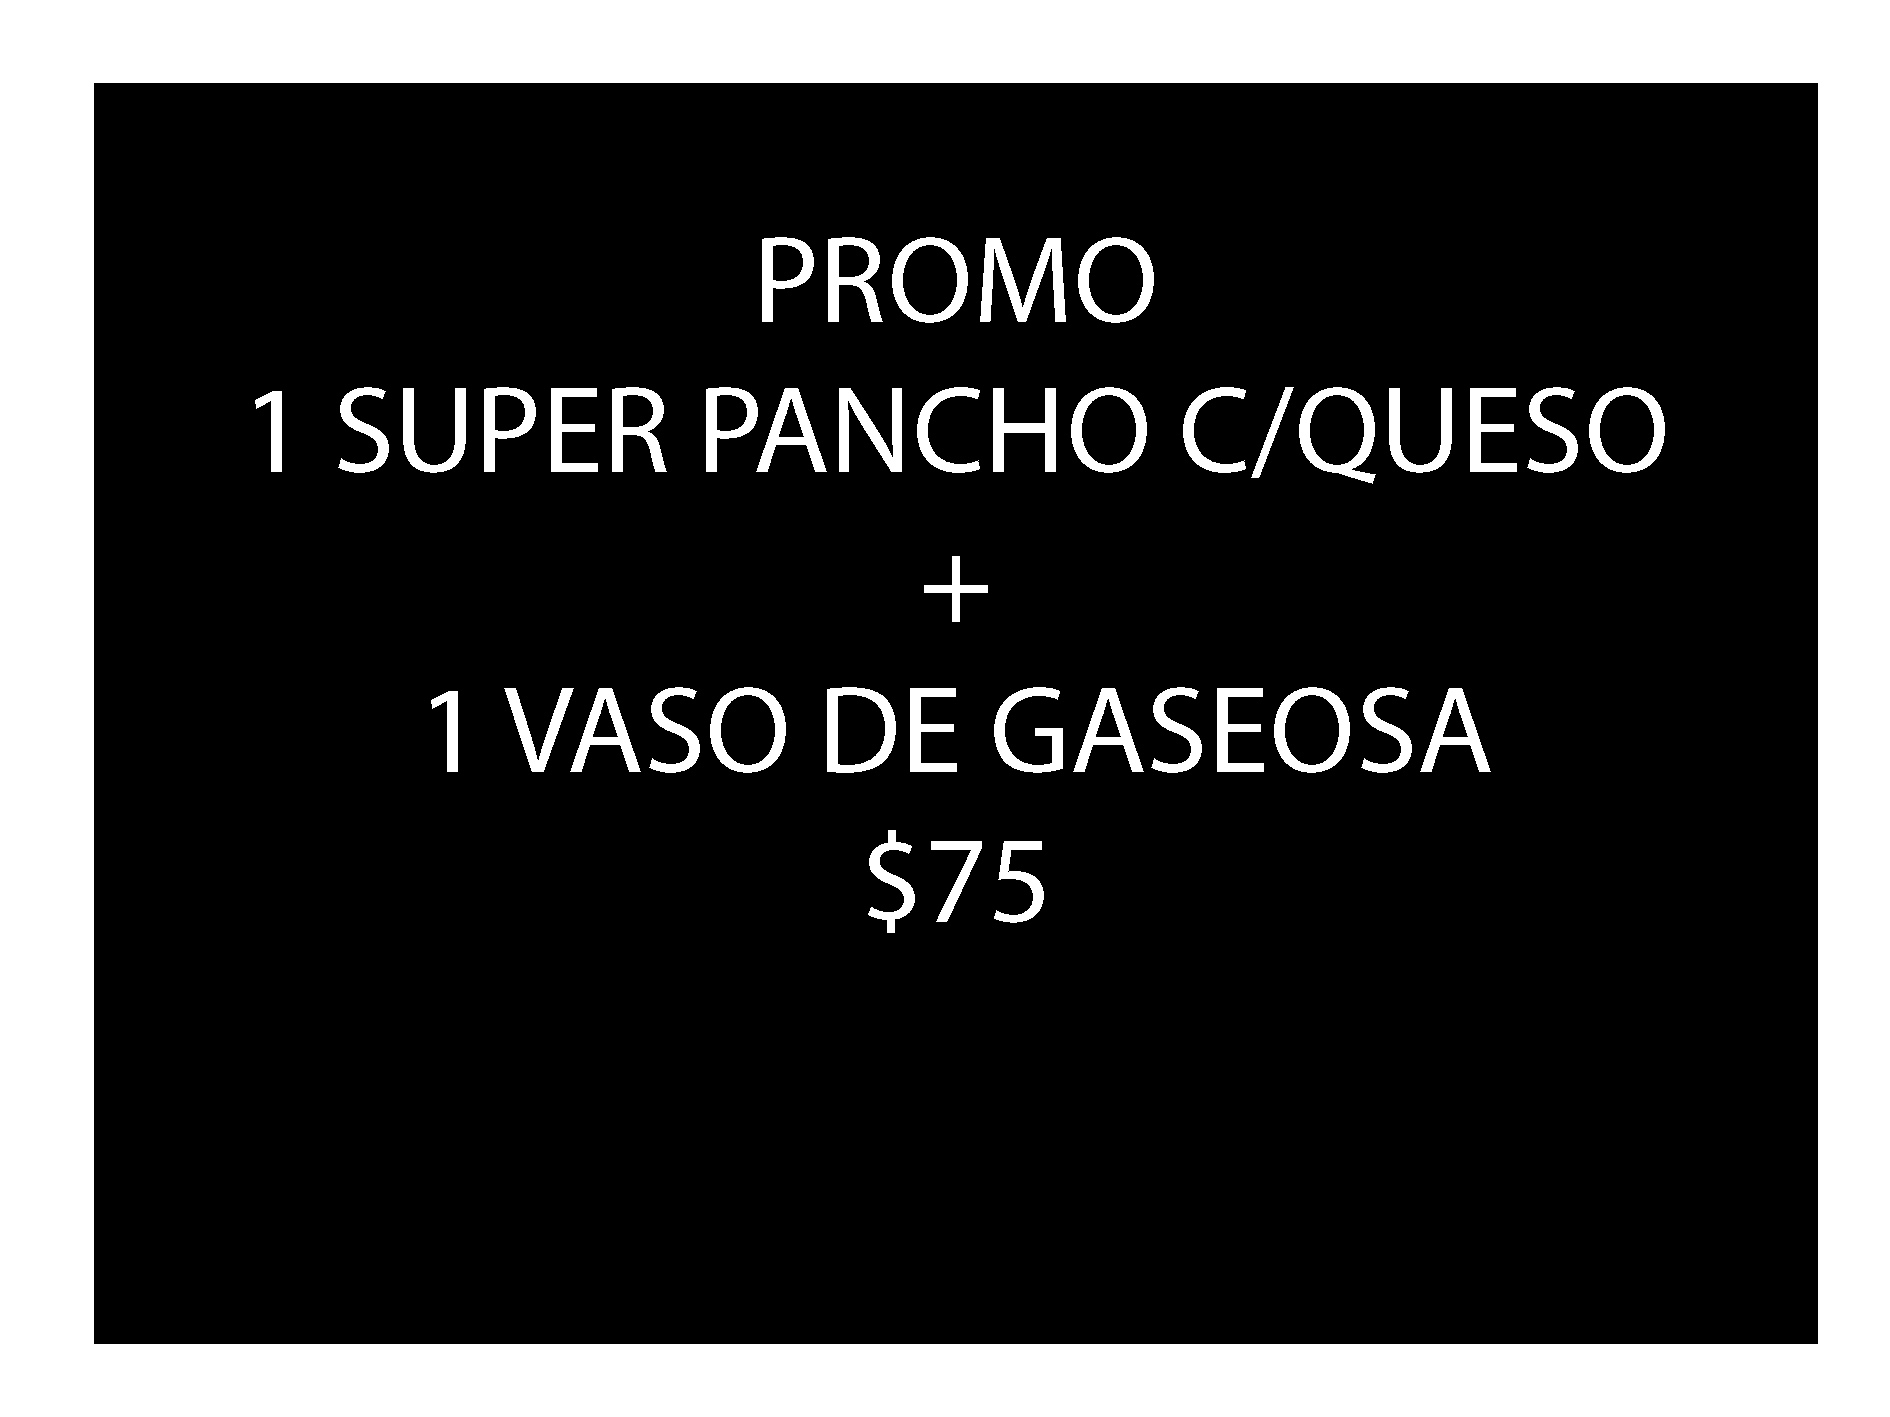 PROMO
1 SUPER PANCHO C/QUESO
+
1 VASO DE GASEOSA
$75